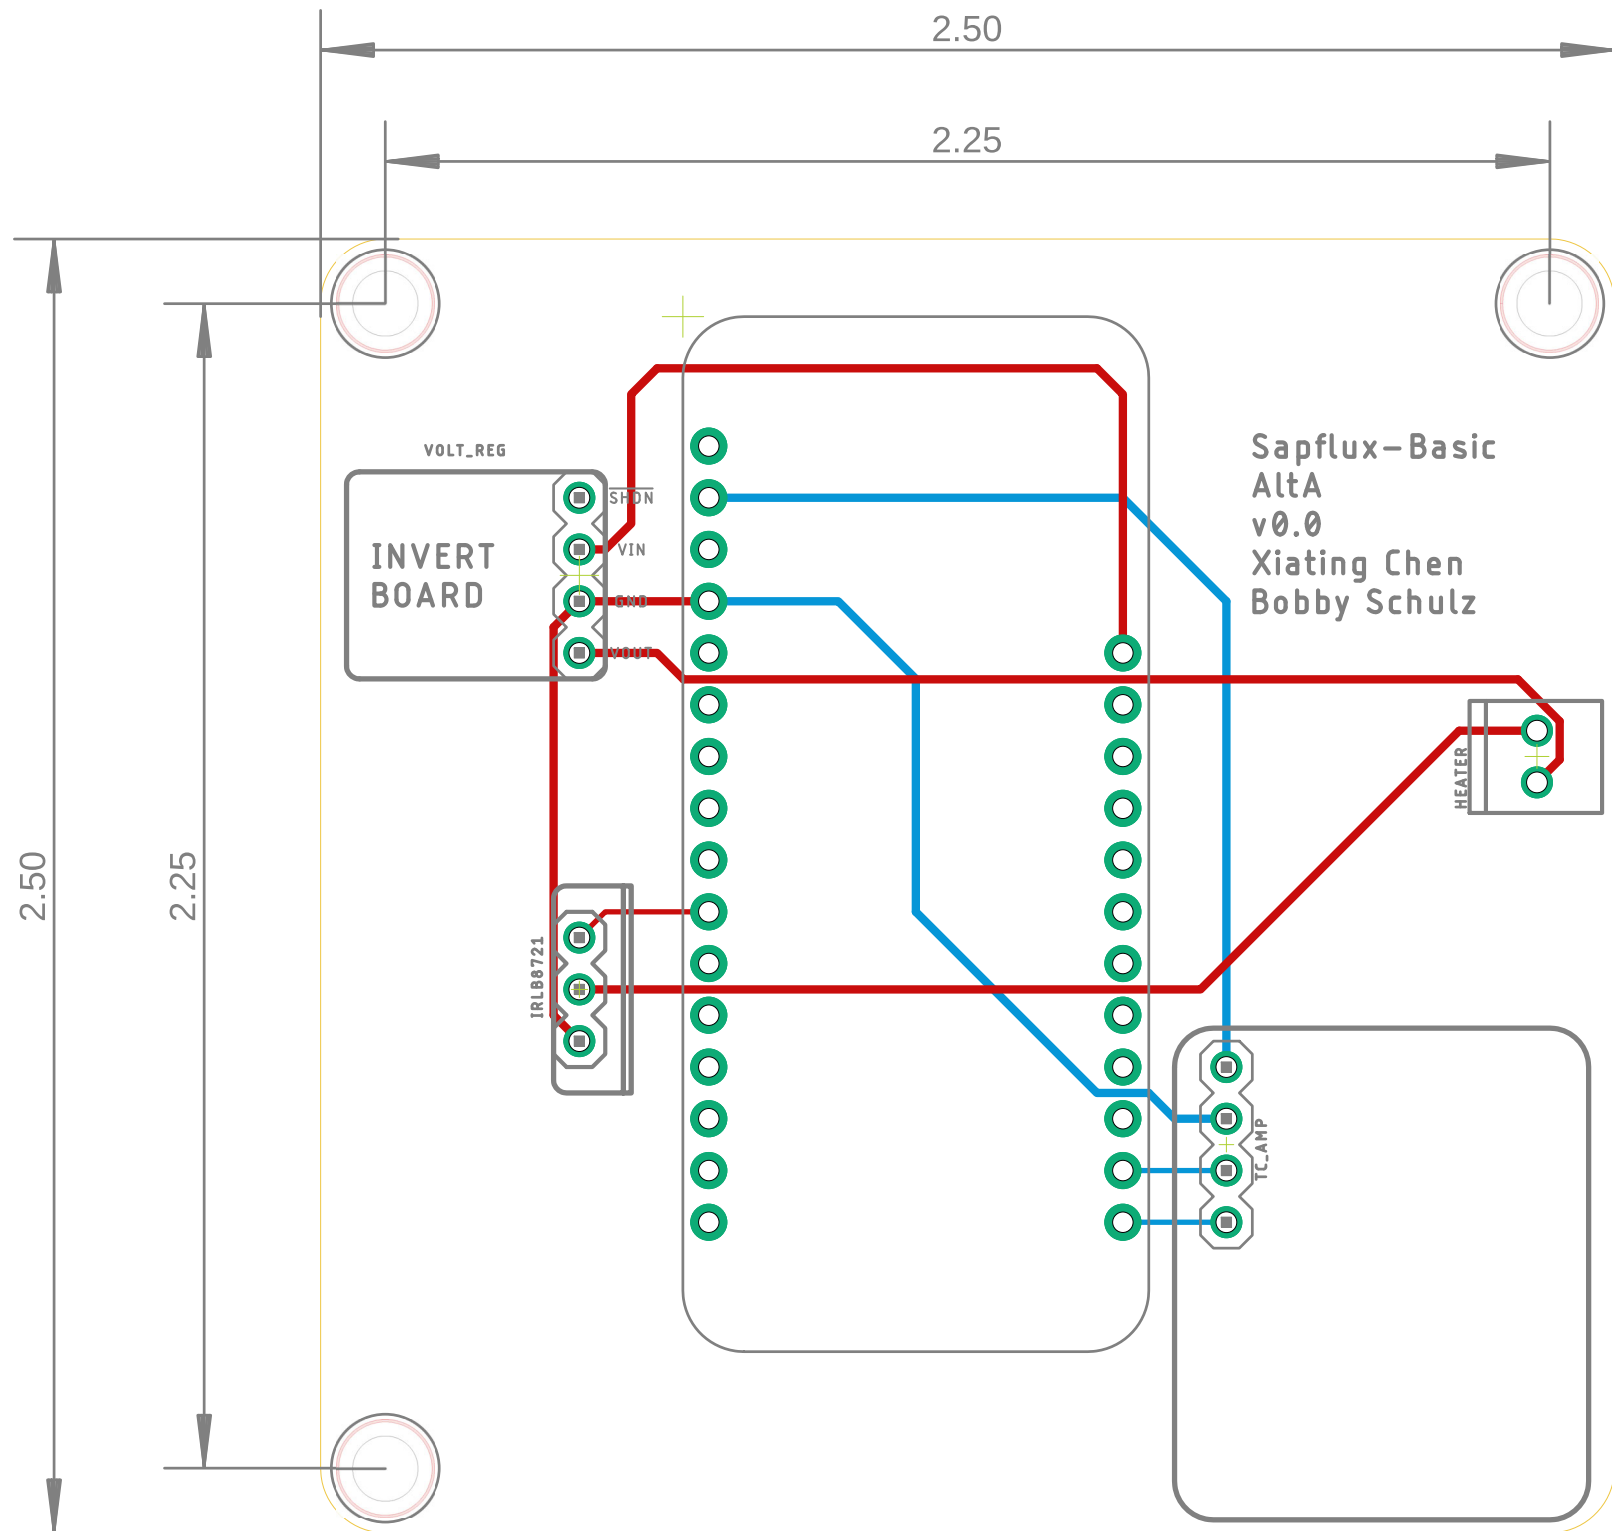 2.50
2.25
VOLT_REG
Sapflux-Basic
AltA
v0.0
Xiating Chen
Bobby Schulz
SHDN
VIN
GND
VOUT
INVERT
BOARD
HEATER
2.50
2.25
IRLB8721
TC_AMP